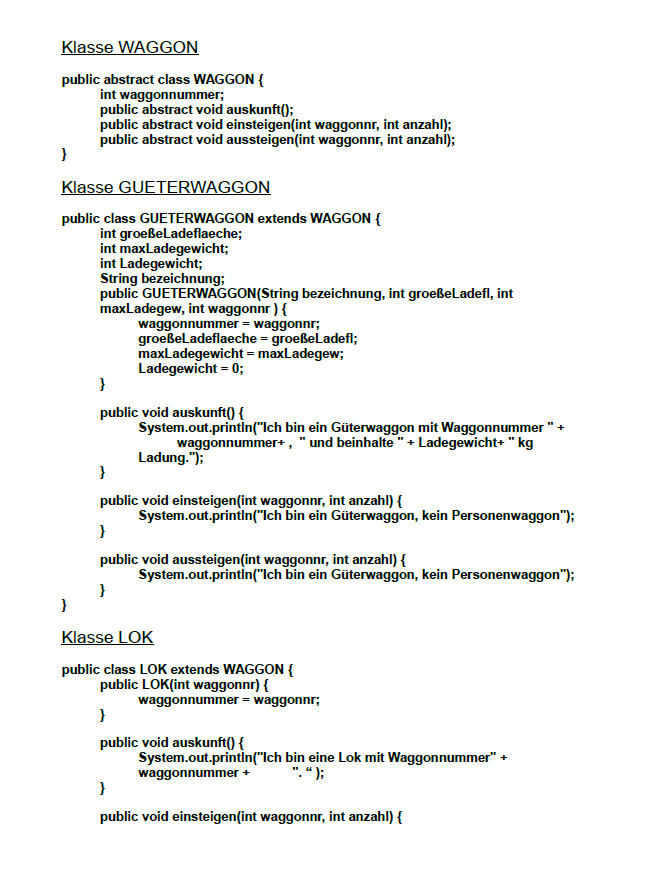 Klasse WAGGON
public abstract class WAGGON {
int waggonnummer;
public abstract void auskunft();
public abstract void einsteigen(int waggonnr, int anzahl);
public abstract void aussteigen(int waggonnr, int anzahl);
}
Klasse GUETERWAGGON
public class GUETERWAGGON extends WAGGON {
int groeßeLadeflaeche;
int maxLadegewicht;
int Ladegewicht;
String bezeichnung;
public GUETERWAGGON(String bezeichnung, int groeßeLadefl, int
maxLadegew, int waggonnr ) {
waggonnummer = waggonnr;
groeßeLadeflaeche = groeßeLadefl;
maxLadegewicht = maxLadegew;
Ladegewicht = 0;
}
public void auskunft() {
System.out.println("Ich bin ein Güterwaggon mit Waggonnummer " +
waggonnummer+ , " und beinhalte " + Ladegewicht+ " kg
Ladung.");
}
public void einsteigen(int waggonnr, int anzahl) {
System.out.println("Ich bin ein Güterwaggon, kein Personenwaggon");
}
public void aussteigen(int waggonnr, int anzahl) {
System.out.println("Ich bin ein Güterwaggon, kein Personenwaggon");
}
}
Klasse LOK
public class LOK extends WAGGON {
public LOK(int waggonnr) {
waggonnummer = waggonnr;
}
public void auskunft() {
System.out.println("Ich bin eine Lok mit Waggonnummer" +
waggonnummer + ". “ );
}
public void einsteigen(int waggonnr, int anzahl) {